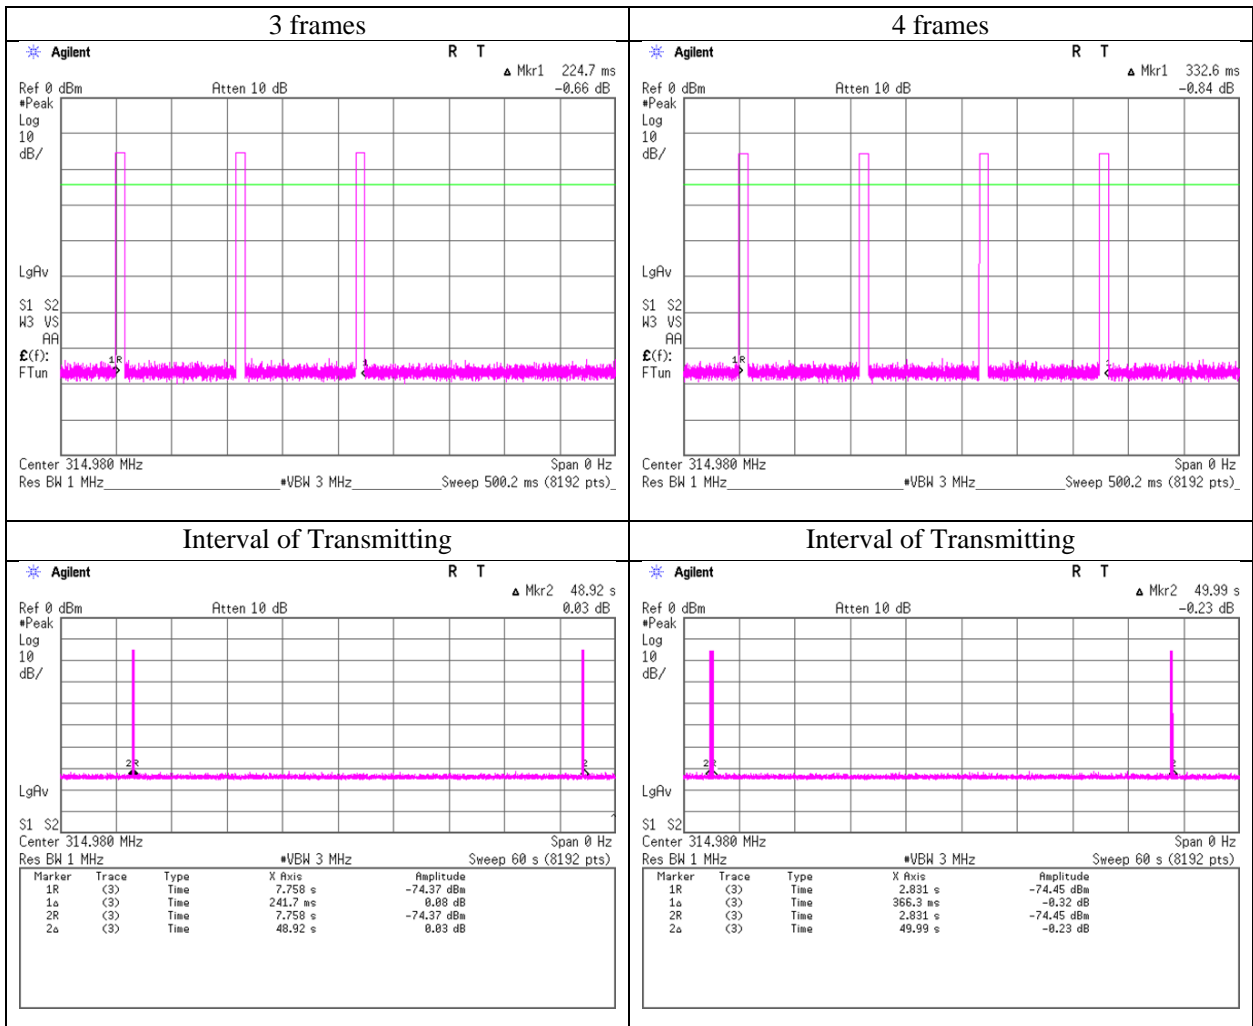 3 frames
4 frames
Agilent R T
Δ Mkr1 224.7 ms
Ref 0 dBm Atten 10 dB -0.66 dB
#Peak
Log
10
dB/
LgAv
S1 S2
W3 VS
AA
£(f):
FTun
1R
1
Center 314.980 MHz Span 0 Hz
Res BW 1 MHz #VBW 3 MHz Sweep 500.2 ms (8192 pts)
Agilent R T
Δ Mkr1 332.6 ms
Ref 0 dBm Atten 10 dB -0.84 dB
#Peak
Log
10
dB/
LgAv
S1 S2
W3 VS
AA
£(f):
FTun
1R
1
Center 314.980 MHz Span 0 Hz
Res BW 1 MHz #VBW 3 MHz Sweep 500.2 ms (8192 pts)
Interval of Transmitting
Interval of Transmitting
Agilent R T
Δ Mkr2 48.92 s
Ref 0 dBm Atten 10 dB 0.03 dB
#Peak
Log
10
dB/
2R
2
LgAv
S1 S2
Center 314.980 MHz Span 0 Hz
Res BW 1 MHz #VBW 3 MHz Sweep 60 s (8192 pts)
Marker Trace Type X Axis Amplitude
1R (3) Time 7.758 s -74.37 dBm
1Δ (3) Time 241.7 ms 0.08 dB
2R (3) Time 7.758 s -74.37 dBm
2Δ (3) Time 48.92 s 0.03 dB
Agilent R T
Δ Mkr2 49.99 s
Ref 0 dBm Atten 10 dB -0.23 dB
#Peak
Log
10
dB/
2R
2
LgAv
S1 S2
Center 314.980 MHz Span 0 Hz
Res BW 1 MHz #VBW 3 MHz Sweep 60 s (8192 pts)
Marker Trace Type X Axis Amplitude
1R (3) Time 2.831 s -74.45 dBm
1Δ (3) Time 366.3 ms -0.32 dB
2R (3) Time 2.831 s -74.45 dBm
2Δ (3) Time 49.99 s -0.23 dB